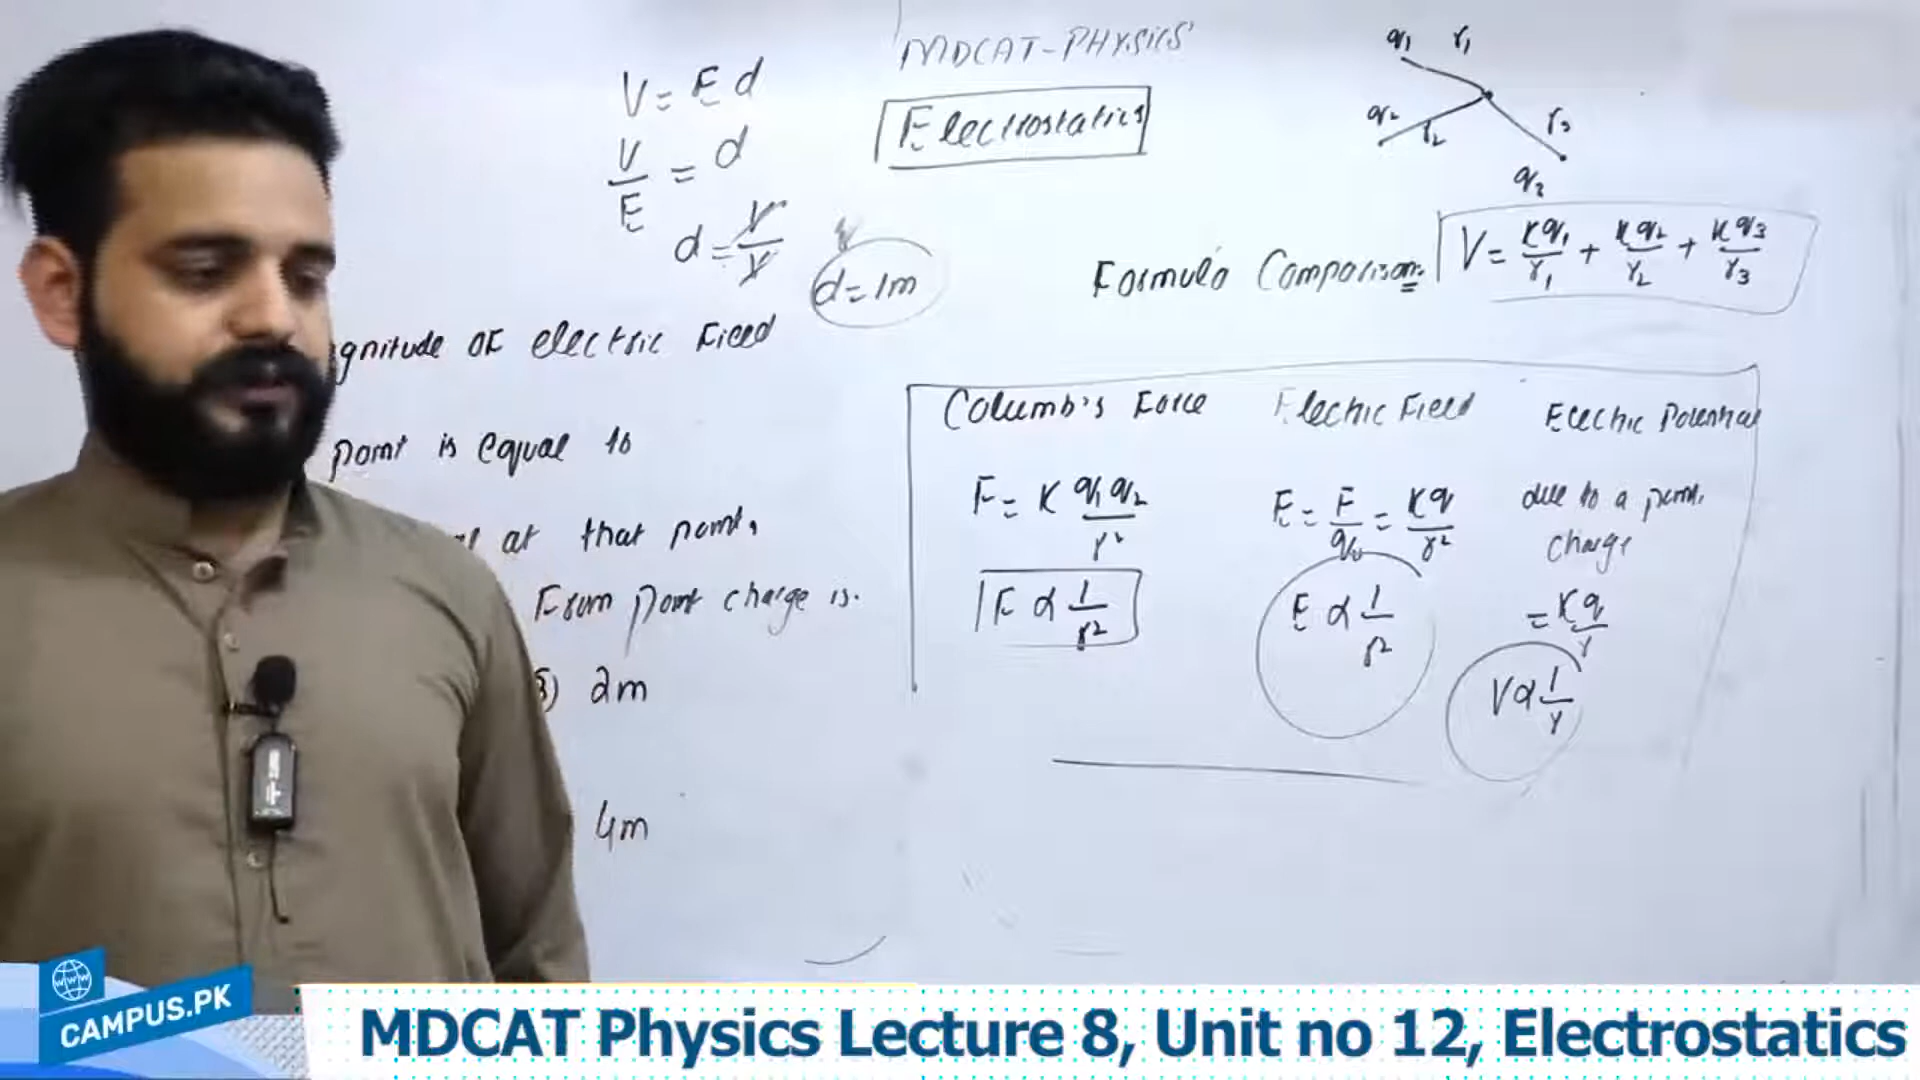 MDCAT-PHYSICS
Electrostatics
V = E d
V/E = d
d = V/V
d = 1m
q1 r1
q2 r2
r3
q3
Formula Comparison:
V = Kq1/r1 + Kq2/r2 + Kq3/r3
gnitude OF electric Field
point is equal to
at that point,
From point charge is.
2m
4m
Columb's Force
F = K q1q2/r²
F ∝ 1/r²
Electric Field
E = F/q0 = Kq/r²
E ∝ 1/r²
Electric Potential
due to a point
charge
= Kq/r
V ∝ 1/r
WWW
CAMPUS.PK
MDCAT Physics Lecture 8, Unit no 12, Electrostatics